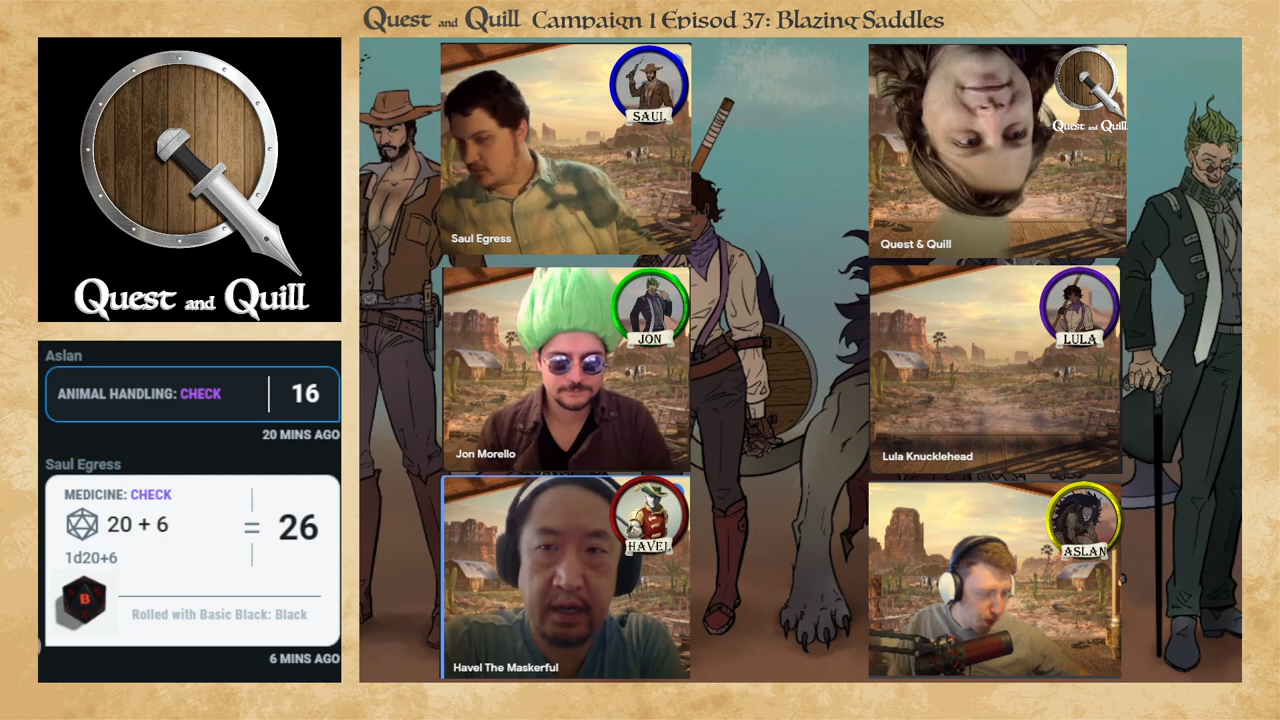 Quest and Quill Campaign 1 Episod 37: Blazing Saddles
Quest and Quill
Aslan
ANIMAL HANDLING: CHECK 16
20 MINS AGO
Saul Egress
MEDICINE: CHECK
20 + 6 = 26
1d20+6
B
Rolled with Basic Black: Black
6 MINS AGO
SAUL
Saul Egress
Quest and Quill
Quest & Quill
JON
Jon Morello
LULA
Lula Knucklehead
HAVEL
Havel The Maskerful
ASLAN